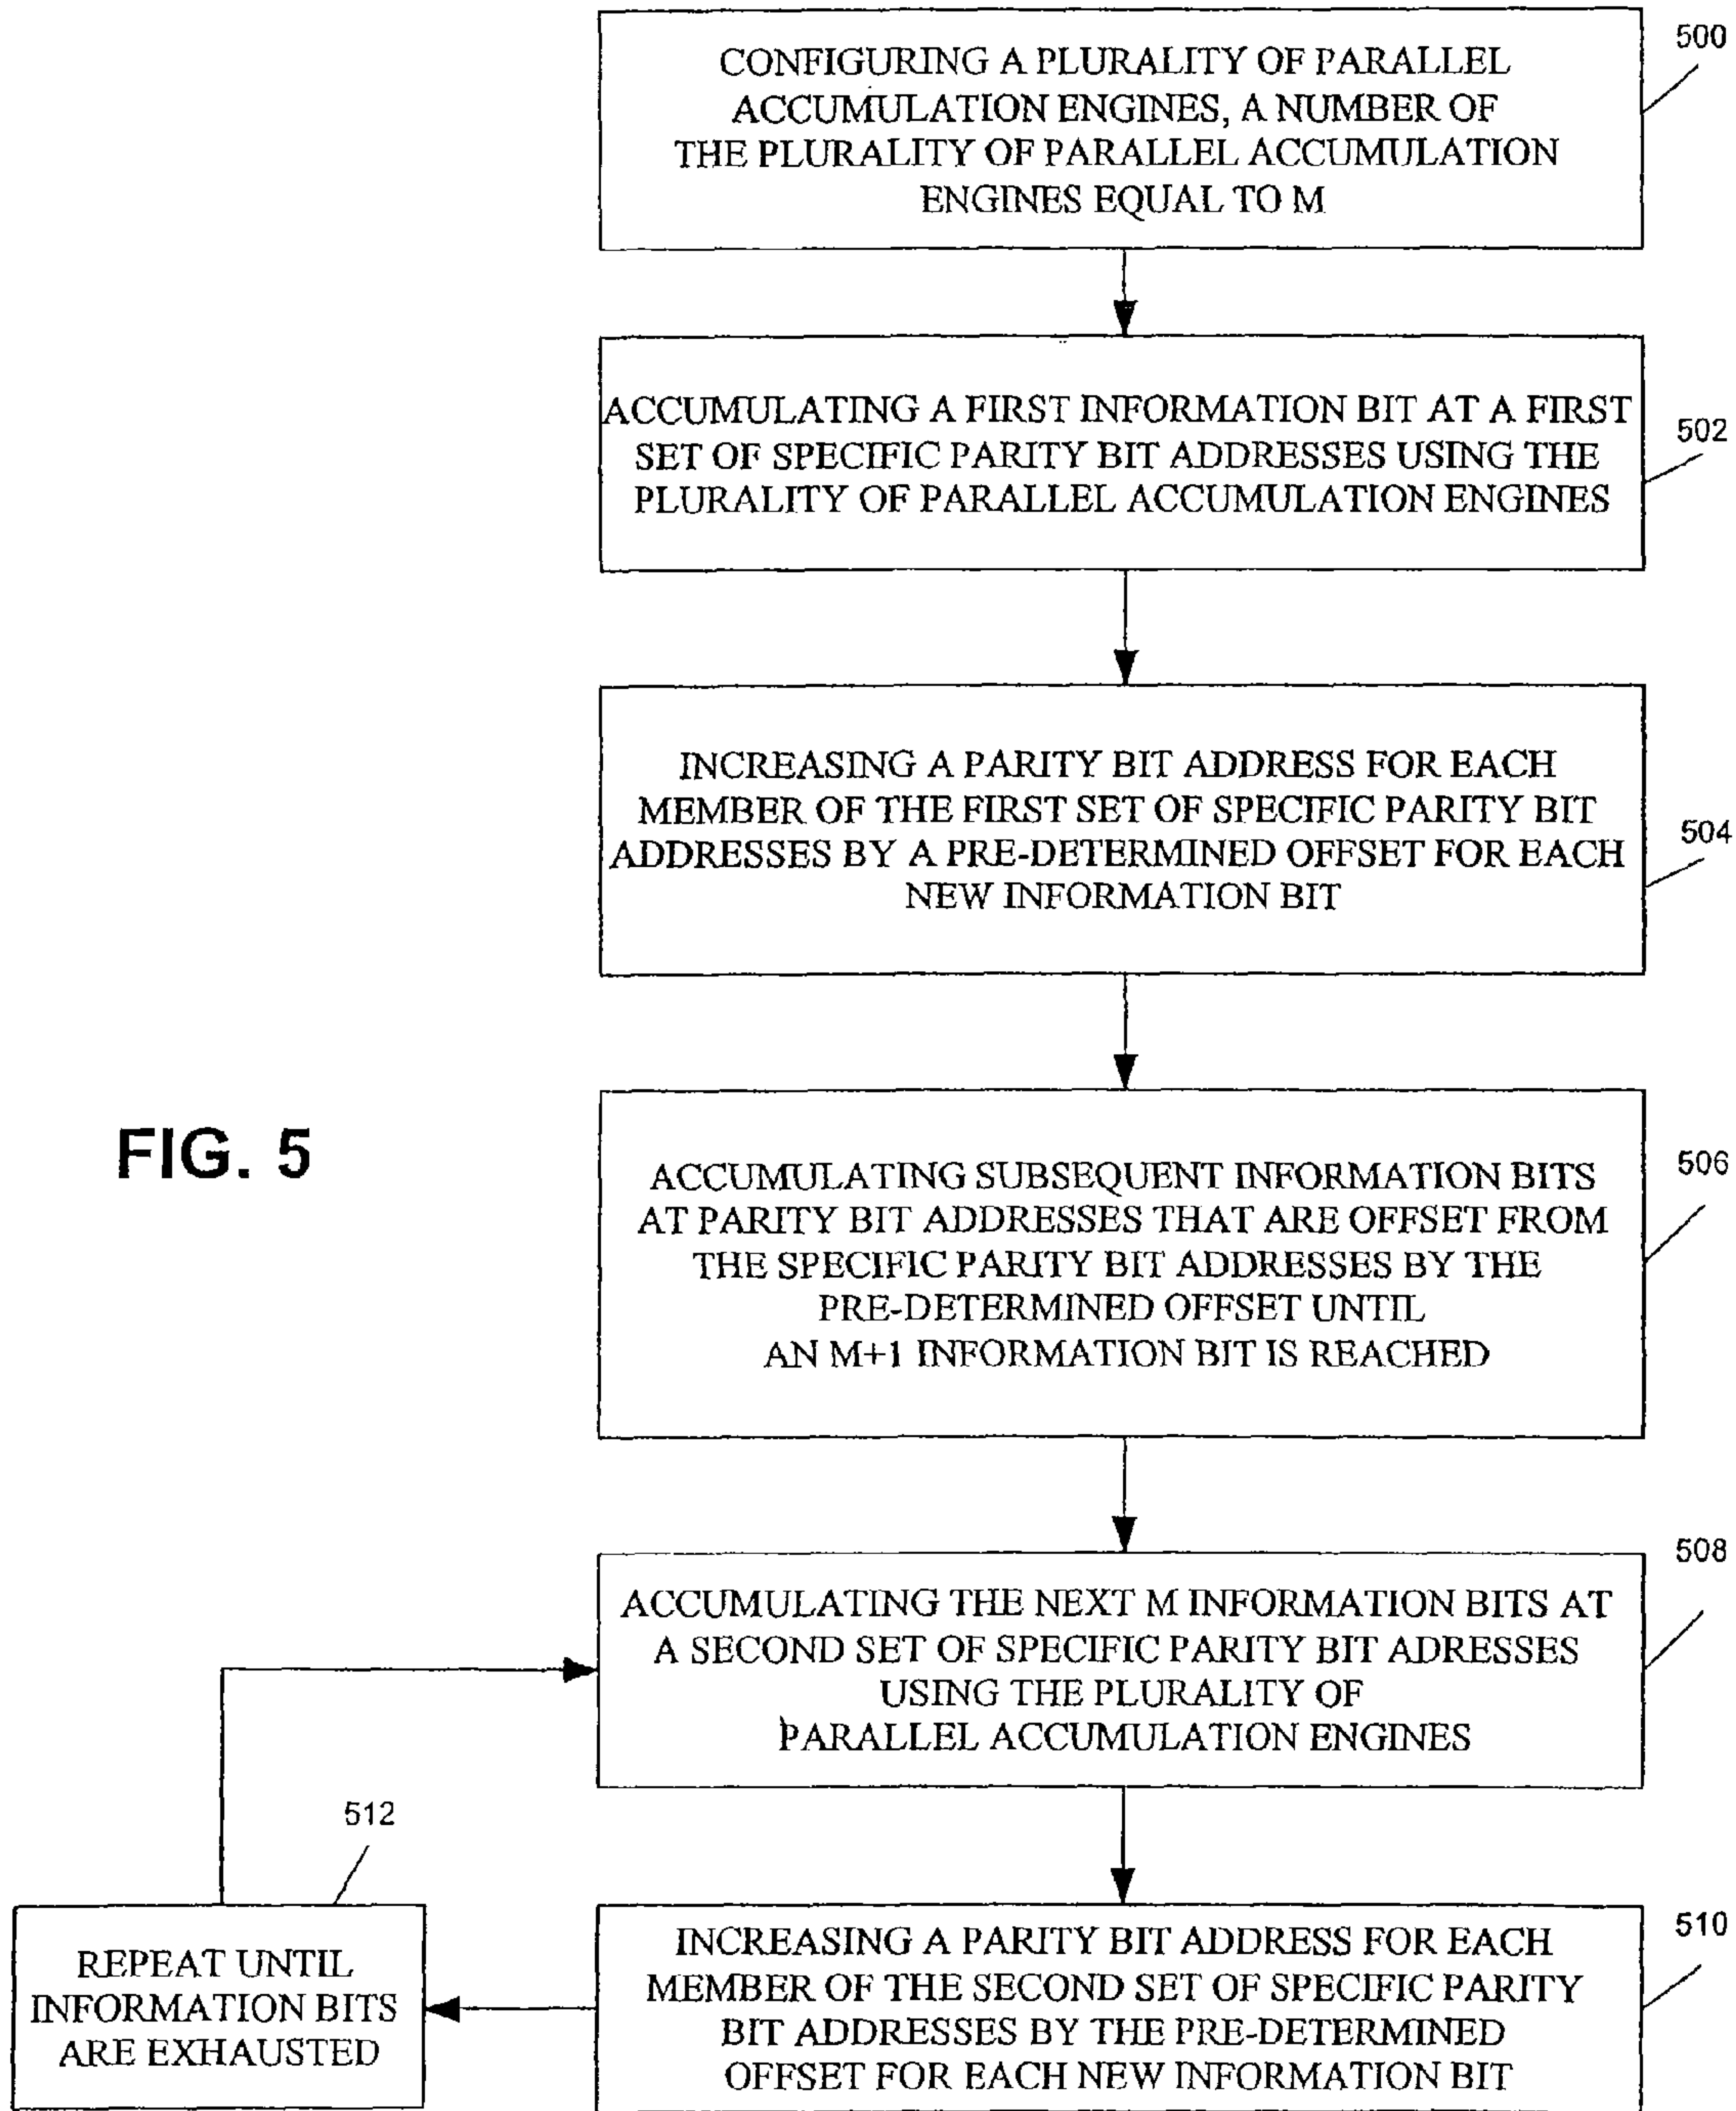 CONFIGURING A PLURALITY OF PARALLEL
ACCUMULATION ENGINES, A NUMBER OF
THE PLURALITY OF PARALLEL ACCUMULATION
ENGINES EQUAL TO M
500
ACCUMULATING A FIRST INFORMATION BIT AT A FIRST
SET OF SPECIFIC PARITY BIT ADDRESSES USING THE
PLURALITY OF PARALLEL ACCUMULATION ENGINES
502
INCREASING A PARITY BIT ADDRESS FOR EACH
MEMBER OF THE FIRST SET OF SPECIFIC PARITY BIT
ADDRESSES BY A PRE-DETERMINED OFFSET FOR EACH
NEW INFORMATION BIT
504
FIG. 5
ACCUMULATING SUBSEQUENT INFORMATION BITS
AT PARITY BIT ADDRESSES THAT ARE OFFSET FROM
THE SPECIFIC PARITY BIT ADDRESSES BY THE
PRE-DETERMINED OFFSET UNTIL
AN M+1 INFORMATION BIT IS REACHED
506
ACCUMULATING THE NEXT M INFORMATION BITS AT
A SECOND SET OF SPECIFIC PARITY BIT ADRESSES
USING THE PLURALITY OF
PARALLEL ACCUMULATION ENGINES
508
INCREASING A PARITY BIT ADDRESS FOR EACH
MEMBER OF THE SECOND SET OF SPECIFIC PARITY
BIT ADDRESSES BY THE PRE-DETERMINED
OFFSET FOR EACH NEW INFORMATION BIT
510
512
REPEAT UNTIL
INFORMATION BITS
ARE EXHAUSTED